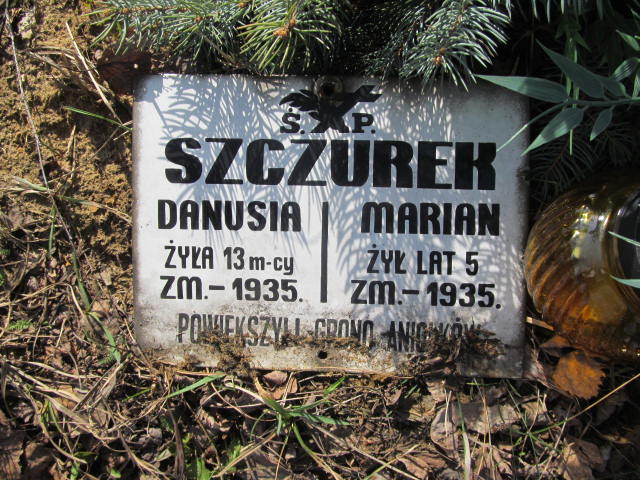 Ś. P.
SZCZUREK
DANUSIA
ŻYŁA 13 m-cy
ZM. – 1935.
MARIAN
ŻYŁ LAT 5
ZM. – 1935.
POWIĘKSZYLI GRONO ANIOŁKÓW